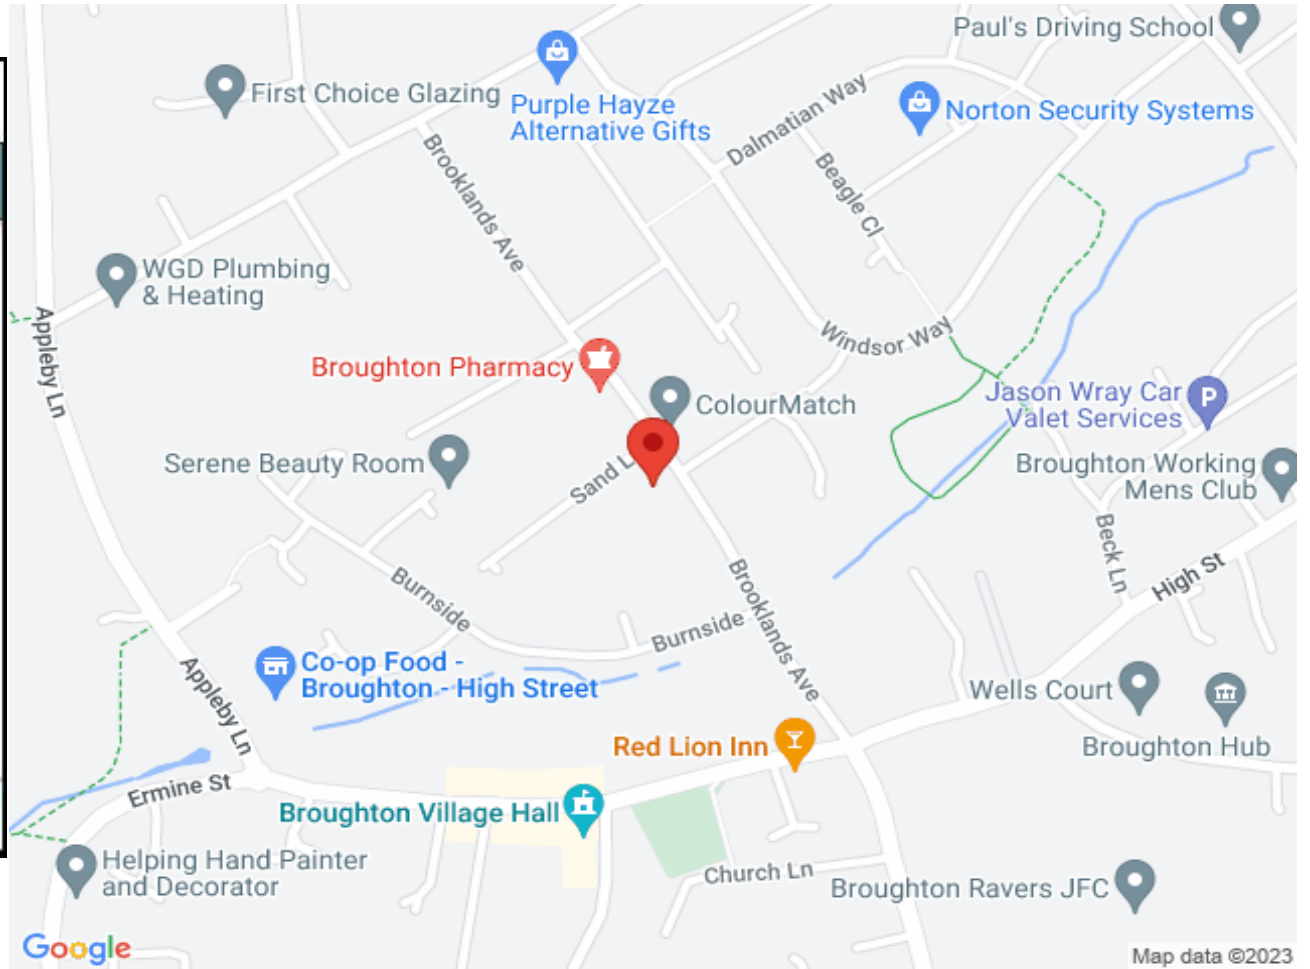 Paul's Driving School
First Choice Glazing
Purple Hayze
Alternative Gifts
Dalmatian Way
Norton Security Systems
Brooklands Ave
Beagle Cl
WGD Plumbing
& Heating
Appleby Ln
Windsor Way
Broughton Pharmacy
ColourMatch
Jason Wray Car
Valet Services
P
Serene Beauty Room
Sand L
Broughton Working
Mens Club
Beck Ln
High St
Burnside
Brooklands Ave
Burnside
Co-op Food -
Broughton - High Street
Appleby Ln
Wells Court
Red Lion Inn
Broughton Hub
Ermine St
Broughton Village Hall
Helping Hand Painter
and Decorator
Church Ln
Broughton Ravers JFC
Google
Map data ©2023